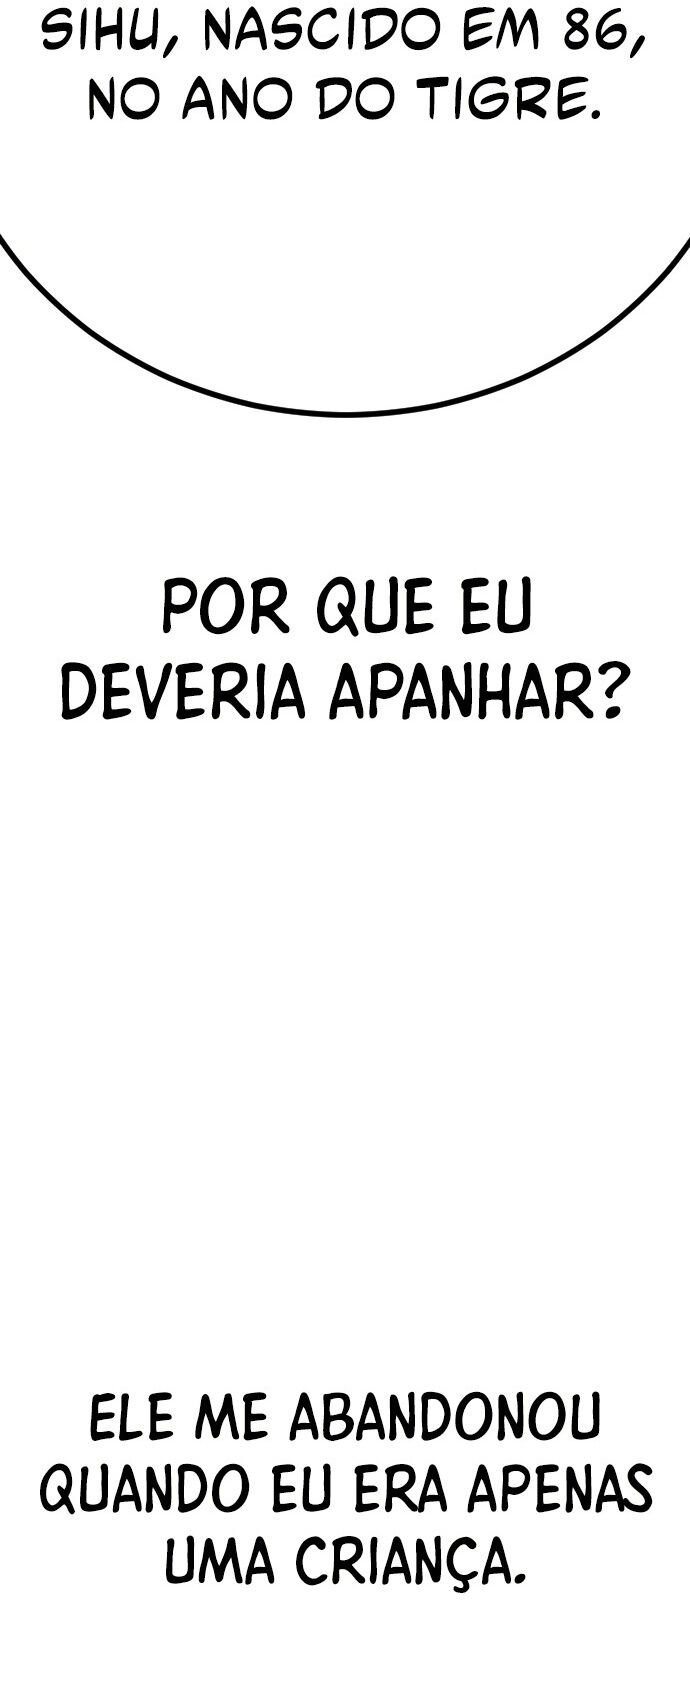 SIHU, NASCIDO EM 86,
NO ANO DO TIGRE.
POR QUE EU
DEVERIA APANHAR?
ELE ME ABANDONOU
QUANDO EU ERA APENAS
UMA CRIANÇA.